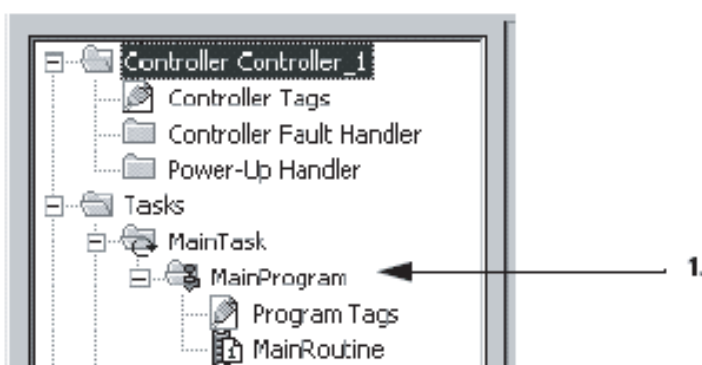 Controller Controller_1
Controller Tags
Controller Fault Handler
Power-Up Handler
Tasks
MainTask
MainProgram
1.
Program Tags
MainRoutine